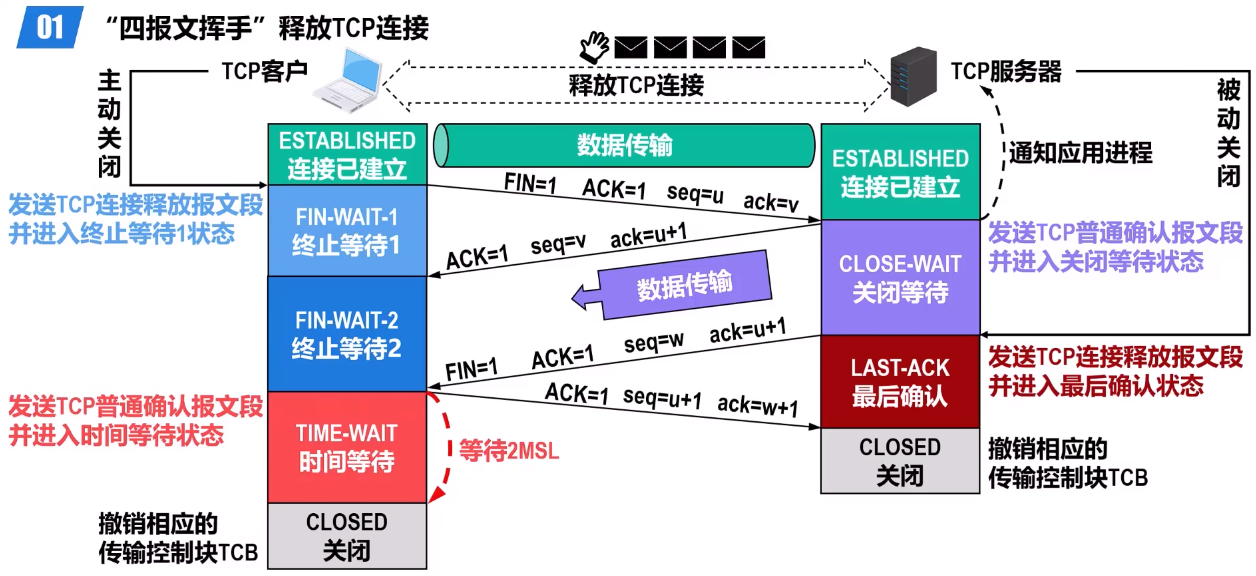 01 “四报文挥手”释放TCP连接
TCP客户
释放TCP连接
TCP服务器
主动关闭
被动关闭
ESTABLISHED
连接已建立
数据传输
ESTABLISHED
连接已建立
通知应用进程
FIN=1 ACK=1 seq=u ack=v
发送TCP连接释放报文段
并进入终止等待1状态
FIN-WAIT-1
终止等待1
ACK=1 seq=v ack=u+1
CLOSE-WAIT
关闭等待
发送TCP普通确认报文段
并进入关闭等待状态
数据传输
FIN-WAIT-2
终止等待2
FIN=1 ACK=1 seq=w ack=u+1
LAST-ACK
最后确认
发送TCP连接释放报文段
并进入最后确认状态
ACK=1 seq=u+1 ack=w+1
发送TCP普通确认报文段
并进入时间等待状态
TIME-WAIT
时间等待
等待2MSL
CLOSED
关闭
撤销相应的
传输控制块TCB
撤销相应的
传输控制块TCB
CLOSED
关闭